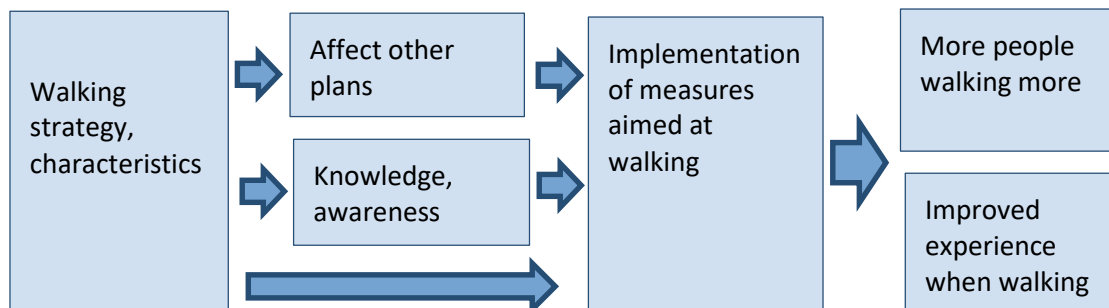 Walking
strategy,
characteristics
Affect other
plans
Knowledge,
awareness
Implementation
of measures
aimed at
walking
More people
walking more
Improved
experience
when walking